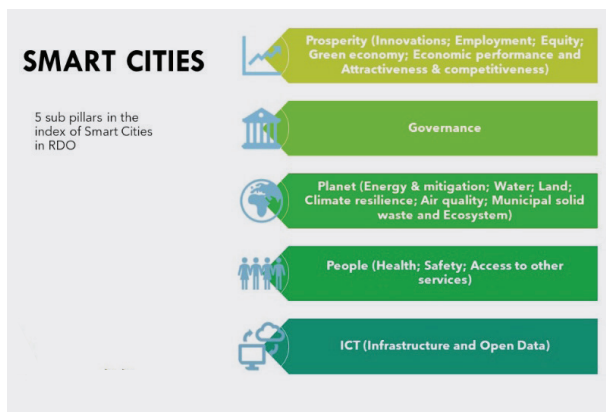 SMART CITIES
5 sub pillars in the
index of Smart Cities
in RDO
Prosperity (Innovations; Employment; Equity;
Green economy; Economic performance and
Attractiveness & competitiveness)
Governance
Planet (Energy & mitigation; Water; Land;
Climate resilience; Air quality; Municipal solid
waste and Ecosystem)
People (Health; Safety; Access to other
services)
ICT (Infrastructure and Open Data)